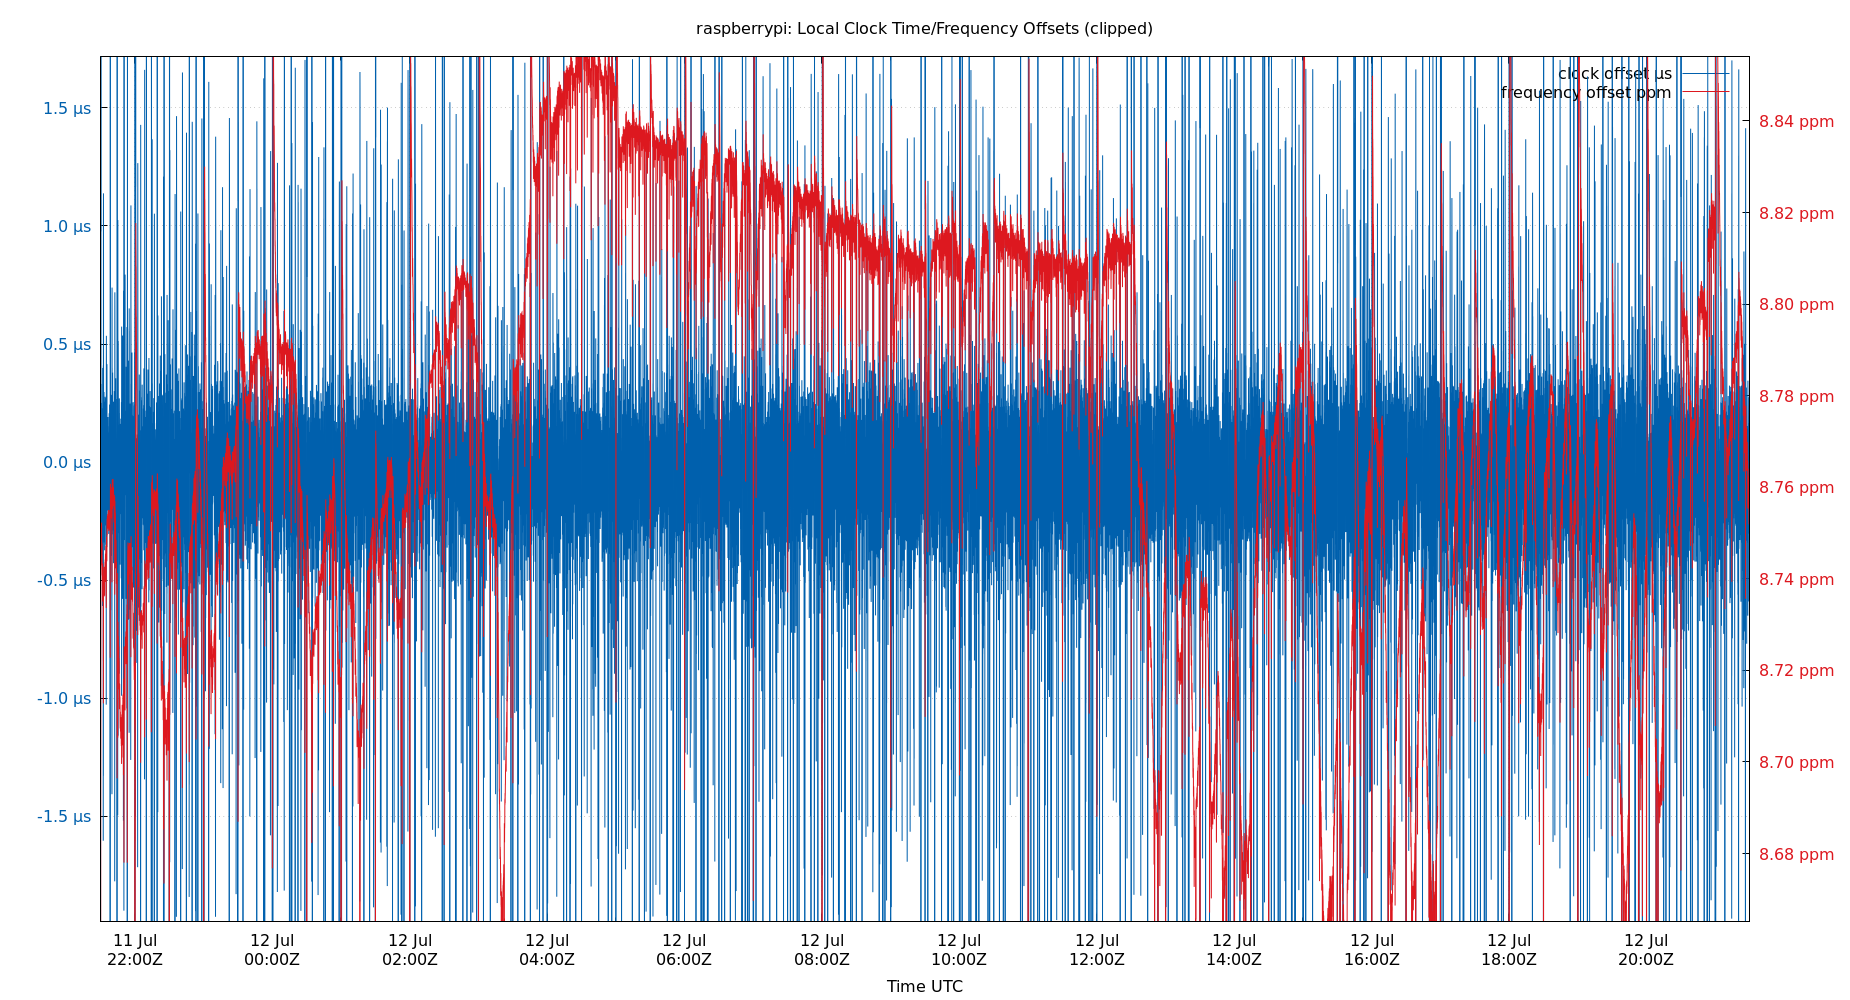 raspberrypi: Local Clock Time/Frequency Offsets (clipped)
clock offset µs
frequency offset ppm
1.5 µs
1.0 µs
0.5 µs
0.0 µs
-0.5 µs
-1.0 µs
-1.5 µs
8.84 ppm
8.82 ppm
8.80 ppm
8.78 ppm
8.76 ppm
8.74 ppm
8.72 ppm
8.70 ppm
8.68 ppm
11 Jul 12 Jul 12 Jul 12 Jul 12 Jul 12 Jul 12 Jul 12 Jul 12 Jul 12 Jul 12 Jul 12 Jul
22:00Z 00:00Z 02:00Z 04:00Z 06:00Z 08:00Z 10:00Z 12:00Z 14:00Z 16:00Z 18:00Z 20:00Z
Time UTC